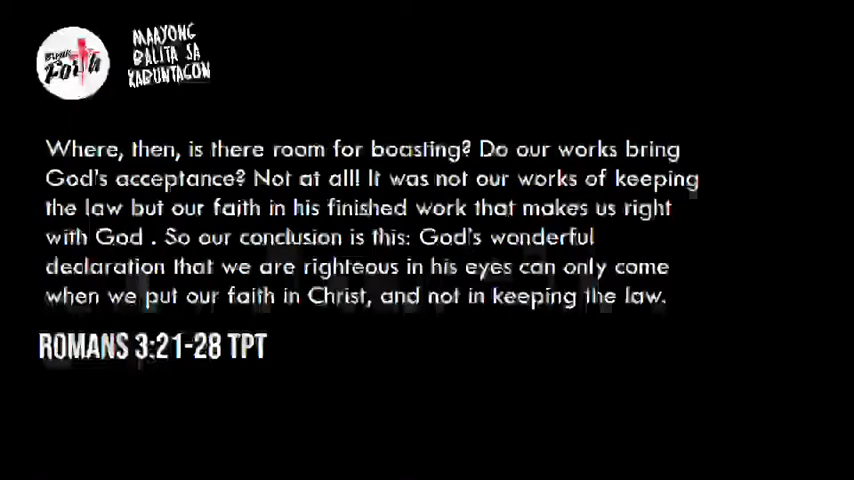 Faith
MAAYONG
BALITA SA
KABUNTAGON
Where, then, is there room for boasting? Do our works bring
God's acceptance? Not at all! It was not our works of keeping
the law but our faith in his finished work that makes us right
with God . So our conclusion is this: God's wonderful
declaration that we are righteous in his eyes can only come
when we put our faith in Christ, and not in keeping the law.
ROMANS 3:21-28 TPT